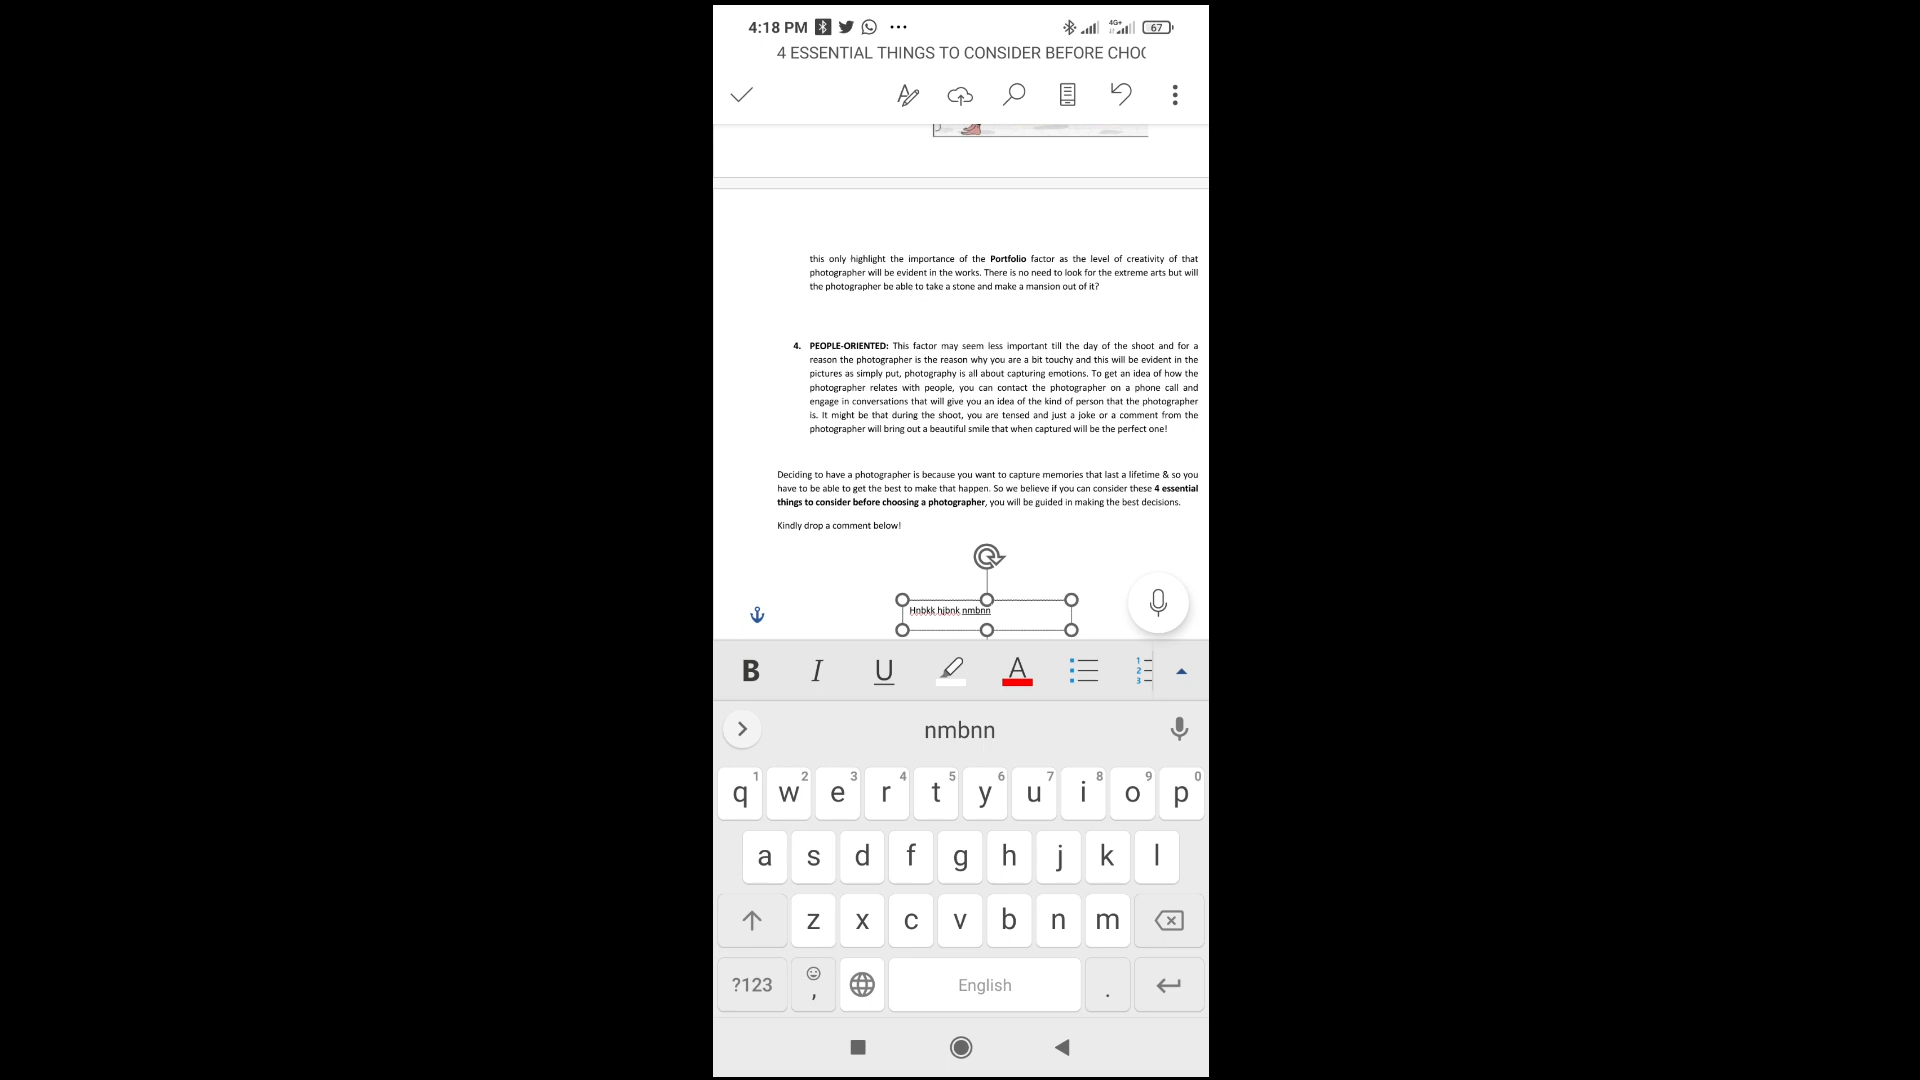 4:18 PM 4G+ 67
4 ESSENTIAL THINGS TO CONSIDER BEFORE CHO
this only highlight the importance of the Portfolio factor as the level of creativity of that
photographer will be evident in the works. There is no need to look for the extreme arts but will
the photographer be able to take a stone and make a mansion out of it?
4. PEOPLE-ORIENTED: This factor may seem less important till the day of the shoot and for a
reason the photographer is the reason why you are a bit touchy and this will be evident in the
pictures as simply put, photography is all about capturing emotions. To get an idea of how the
photographer relates with people, you can contact the photographer on a phone call and
engage in conversations that will give you an idea of the kind of person that the photographer
is. It might be that during the shoot, you are tensed and just a joke or a comment from the
photographer will bring out a beautiful smile that when captured will be the perfect one!
Deciding to have a photographer is because you want to capture memories that last a lifetime & so you
have to be able to get the best to make that happen. So we believe if you can consider these 4 essential
things to consider before choosing a photographer, you will be guided in making the best decisions.
Kindly drop a comment below!
Hnbkk hjbnk nmbnn
B I U A 1 2 3
nmbnn
q 1 w 2 e 3 r 4 t 5 y 6 u 7 i 8 o 9 p 0
a s d f g h j k l
z x c v b n m
?123 , English .